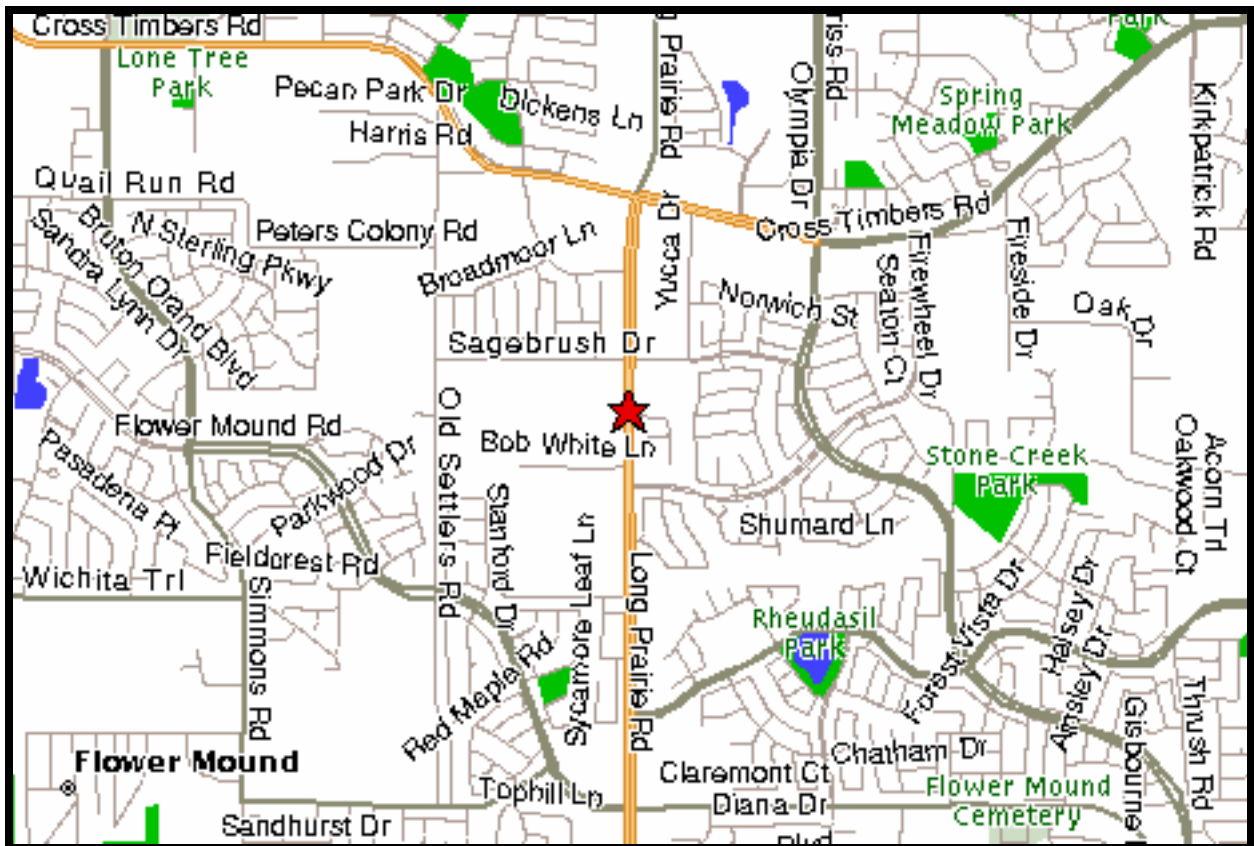 Cross Timbers Rd
Lone Tree
Park
Pecan Park Dr
Dickens Ln
Harris Rd
Prairie Rd
Olympia Dr
Park
Spring
Meadow Park
Kirkpatrick Rd
Quail Run Rd
Bruton Orand Blvd
N Sterling Pkwy
Sandra Lynn Dr
Peters Colony Rd
Broadmoor Ln
Yucca Dr
Cross Timbers Rd
Norwich St
Seaton Ct
Firewheel Dr
Fireside Dr
Oak Dr
Sagebrush Dr
Flower Mound Rd
Pasadena Pl
Parkwood Dr
Old Settlers Rd
Bob White Ln
Stone Creek
Park
Oakwood Ct
Acorn Trl
Shumard Ln
Fieldcrest Rd
Wichita Trl
Simmons Rd
Stanford Dr
Sycamore Leaf Ln
Long Prairie Rd
Rheudasil
Park
Forest Vista Dr
Halsey Dr
Ainsley Dr
Red Maple Rd
Flower Mound
Chatham Dr
Gisbourne
Thrush Rd
Claremont Ct
Tophill Ln
Diana Dr
Flower Mound
Cemetery
Sandhurst Dr